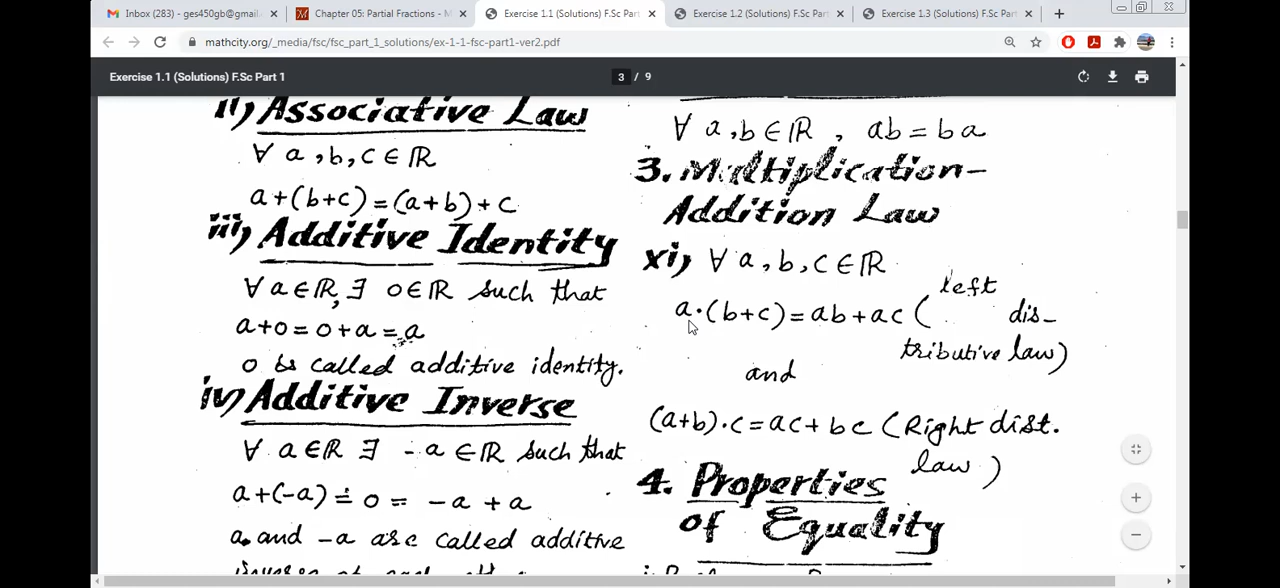 Inbox (283) - ges450gb@gmail.
Chapter 05: Partial Fractions - M
Exercise 1.1 (Solutions) F.Sc Part
Exercise 1.2 (Solutions) F.Sc Par
Exercise 1.3 (Solutions) F.Sc Par
mathcity.org/_media/fsc/fsc_part_1_solutions/ex-1-1-fsc-part1-ver2.pdf
Exercise 1.1 (Solutions) F.Sc Part 1
3 / 9
ii) Associative Law
∀ a, b, c ∈ ℝ
a+(b+c)=(a+b)+c
iii) Additive Identity
∀ a∈ℝ, ∃ 0∈ℝ such that
a+0=0+a=a
0 is called additive identity.
iv) Additive Inverse
∀ a∈ℝ ∃ -a ∈ℝ such that
a+(-a) = 0 = -a + a
a and -a are called additive
∀ a,b∈ℝ, ab=ba
3. Multiplication-
Addition Law
xi) ∀ a, b, c∈ℝ
a·(b+c)=ab+ac (left
dis-
tributive law)
and
(a+b)·c=ac+bc (Right dist.
law)
4. Properties
of Equality